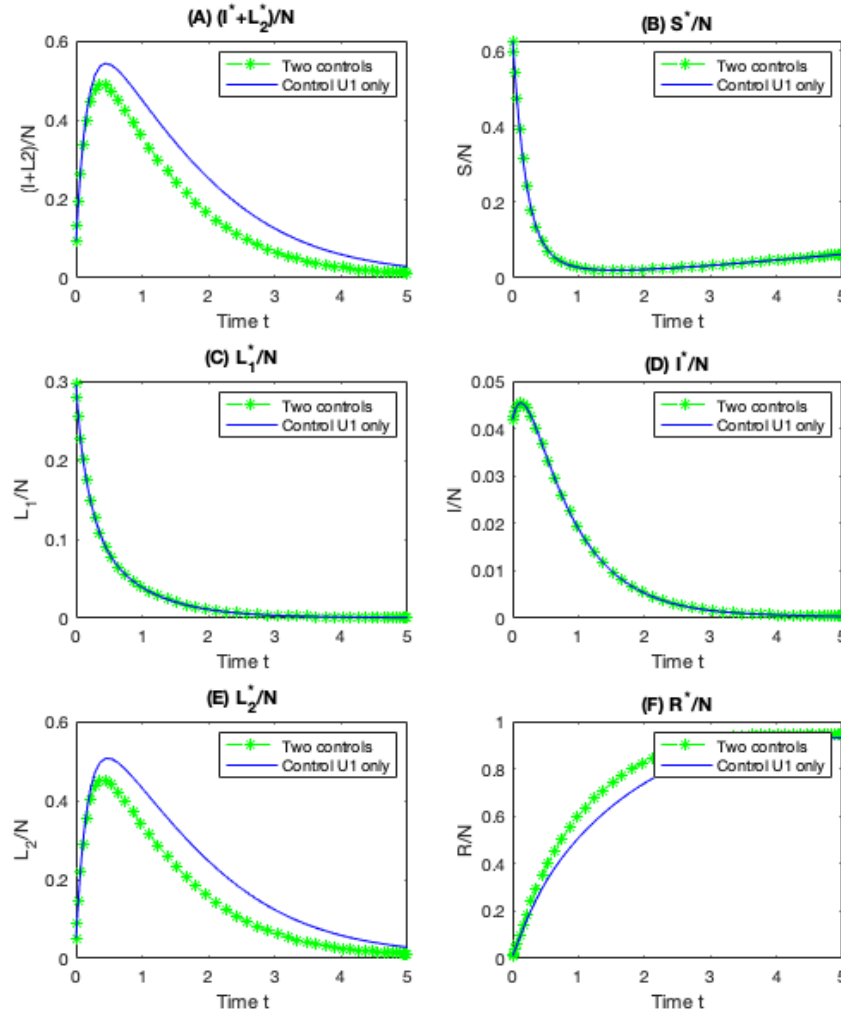 (A) (I*+L2*)/N
Two controls
Control U1 only
(I+L2)/N
0.6
0.4
0.2
0
0 1 2 3 4 5
Time t
(B) S*/N
Two controls
Control U1 only
S/N
0.6
0.4
0.2
0
0 1 2 3 4 5
Time t
(C) L1*/N
Two controls
Control U1 only
L1/N
0.3
0.2
0.1
0
0 1 2 3 4 5
Time t
(D) I*/N
Two controls
Control U1 only
I/N
0.05
0.04
0.03
0.02
0.01
0
0 1 2 3 4 5
Time t
(E) L2*/N
Two controls
Control U1 only
L2/N
0.6
0.4
0.2
0
0 1 2 3 4 5
Time t
(F) R*/N
Two controls
Control U1 only
R/N
1
0.8
0.6
0.4
0.2
0
0 1 2 3 4 5
Time t